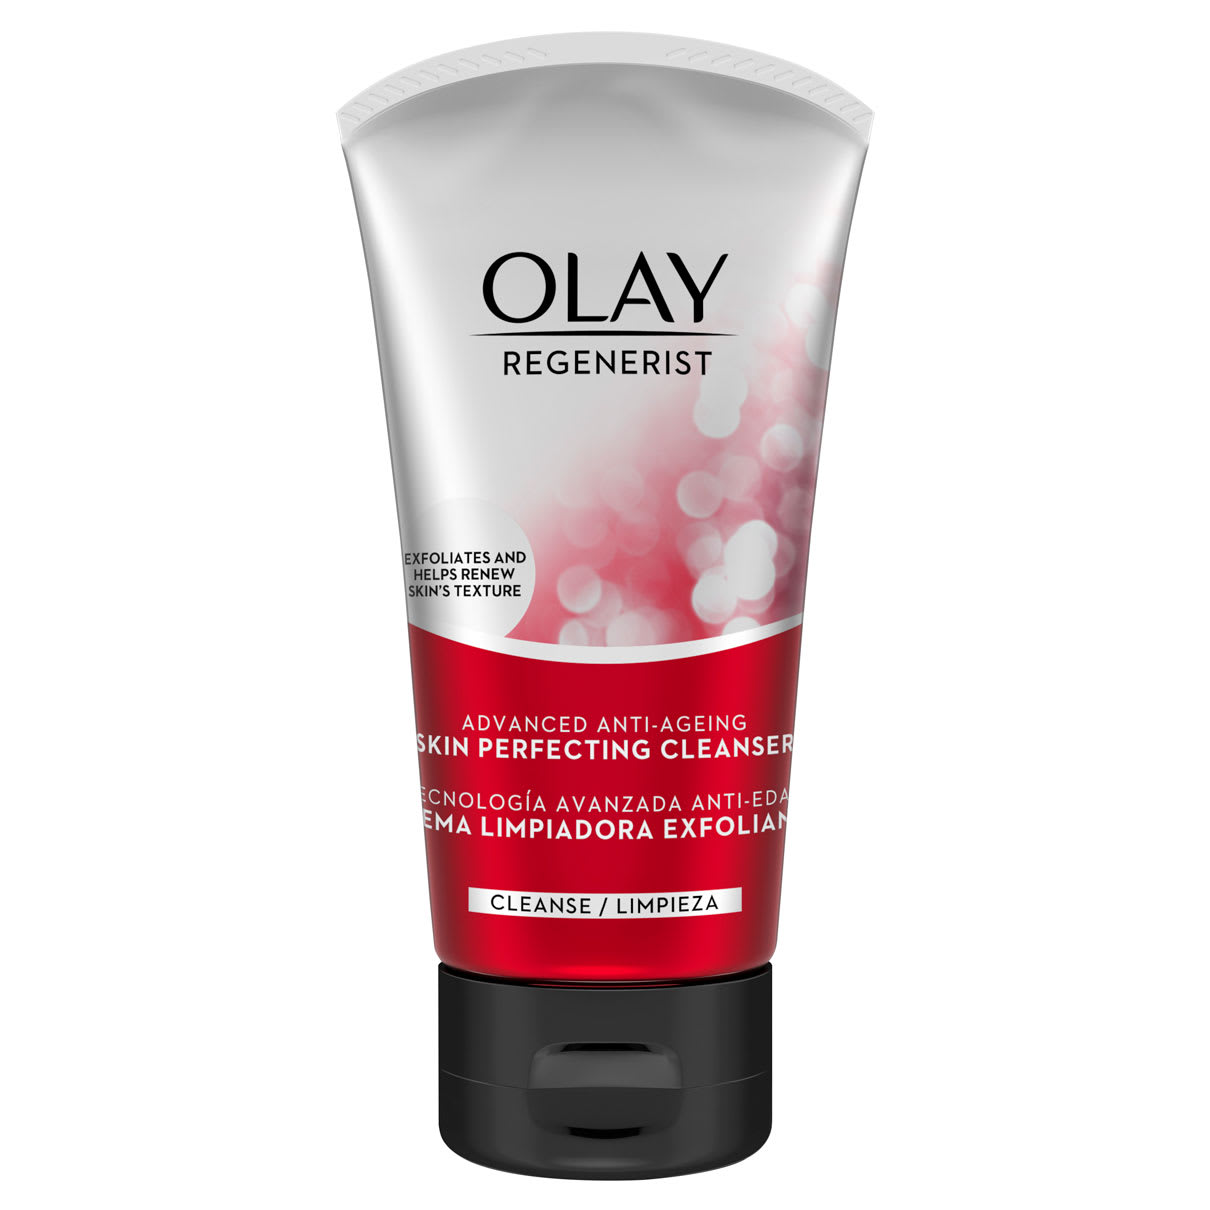 OLAY
REGENERIST
EXFOLIATES AND
HELPS RENEW
SKIN'S TEXTURE
ADVANCED ANTI-AGEING
SKIN PERFECTING CLEANSER
ECNOLOGÍA AVANZADA ANTI-EDA
EMA LIMPIADORA EXFOLIAN
CLEANSE / LIMPIEZA